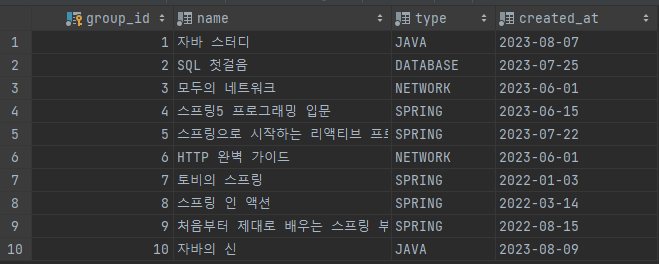 group_id name type created_at
1 1 자바 스터디 JAVA 2023-08-07
2 2 SQL 첫걸음 DATABASE 2023-07-25
3 3 모두의 네트워크 NETWORK 2023-06-01
4 4 스프링5 프로그래밍 입문 SPRING 2023-06-15
5 5 스프링으로 시작하는 리액티브 프로 SPRING 2023-07-22
6 6 HTTP 완벽 가이드 NETWORK 2023-06-01
7 7 토비의 스프링 SPRING 2022-01-03
8 8 스프링 인 액션 SPRING 2022-03-14
9 9 처음부터 제대로 배우는 스프링 부 SPRING 2022-08-15
10 10 자바의 신 JAVA 2023-08-09